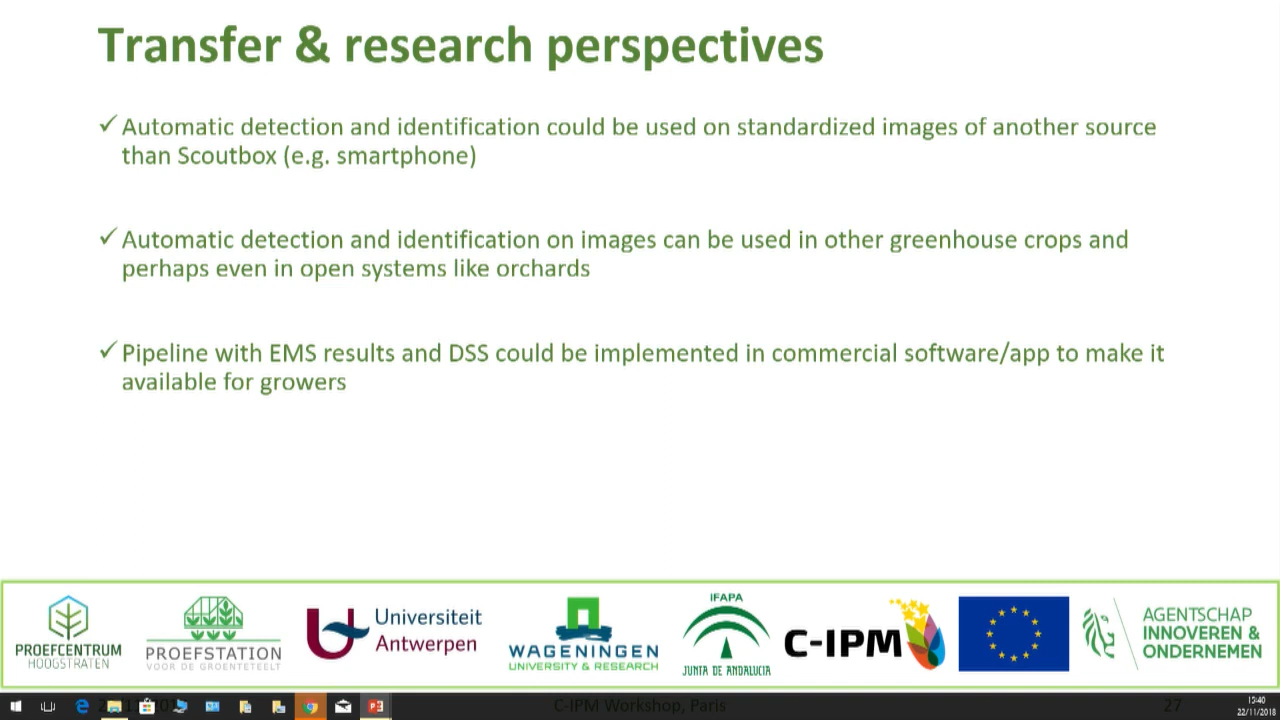 Transfer & research perspectives
✓ Automatic detection and identification could be used on standardized images of another source
than Scoutbox (e.g. smartphone)
✓ Automatic detection and identification on images can be used in other greenhouse crops and
perhaps even in open systems like orchards
✓ Pipeline with EMS results and DSS could be implemented in commercial software/app to make it
available for growers
PROEFCENTRUM
HOOGSTRATEN
PROEFSTATION
VOOR DE GROENTETEELT
Universiteit
Antwerpen
WAGENINGEN
UNIVERSITY & RESEARCH
IFAPA
JUNTA DE ANDALUCIA
C-IPM
AGENTSCHAP
INNOVEREN &
ONDERNEMEN
C-IPM Workshop, Paris
27
15:40
22/11/2018